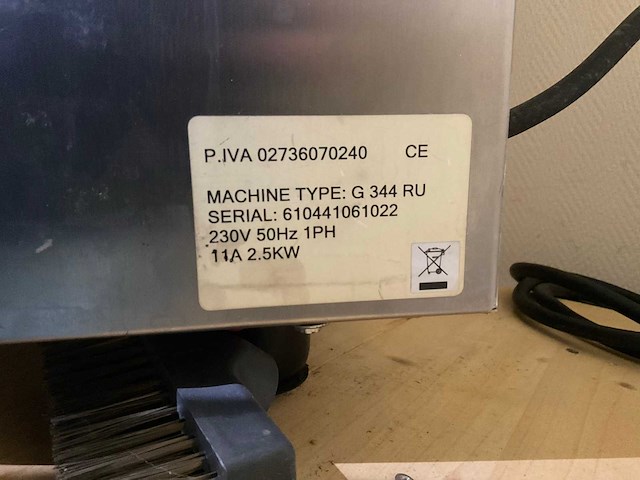 P.IVA 02736070240 CE
MACHINE TYPE: G 344 RU
SERIAL: 610441061022
230V 50Hz 1PH
11A 2.5KW